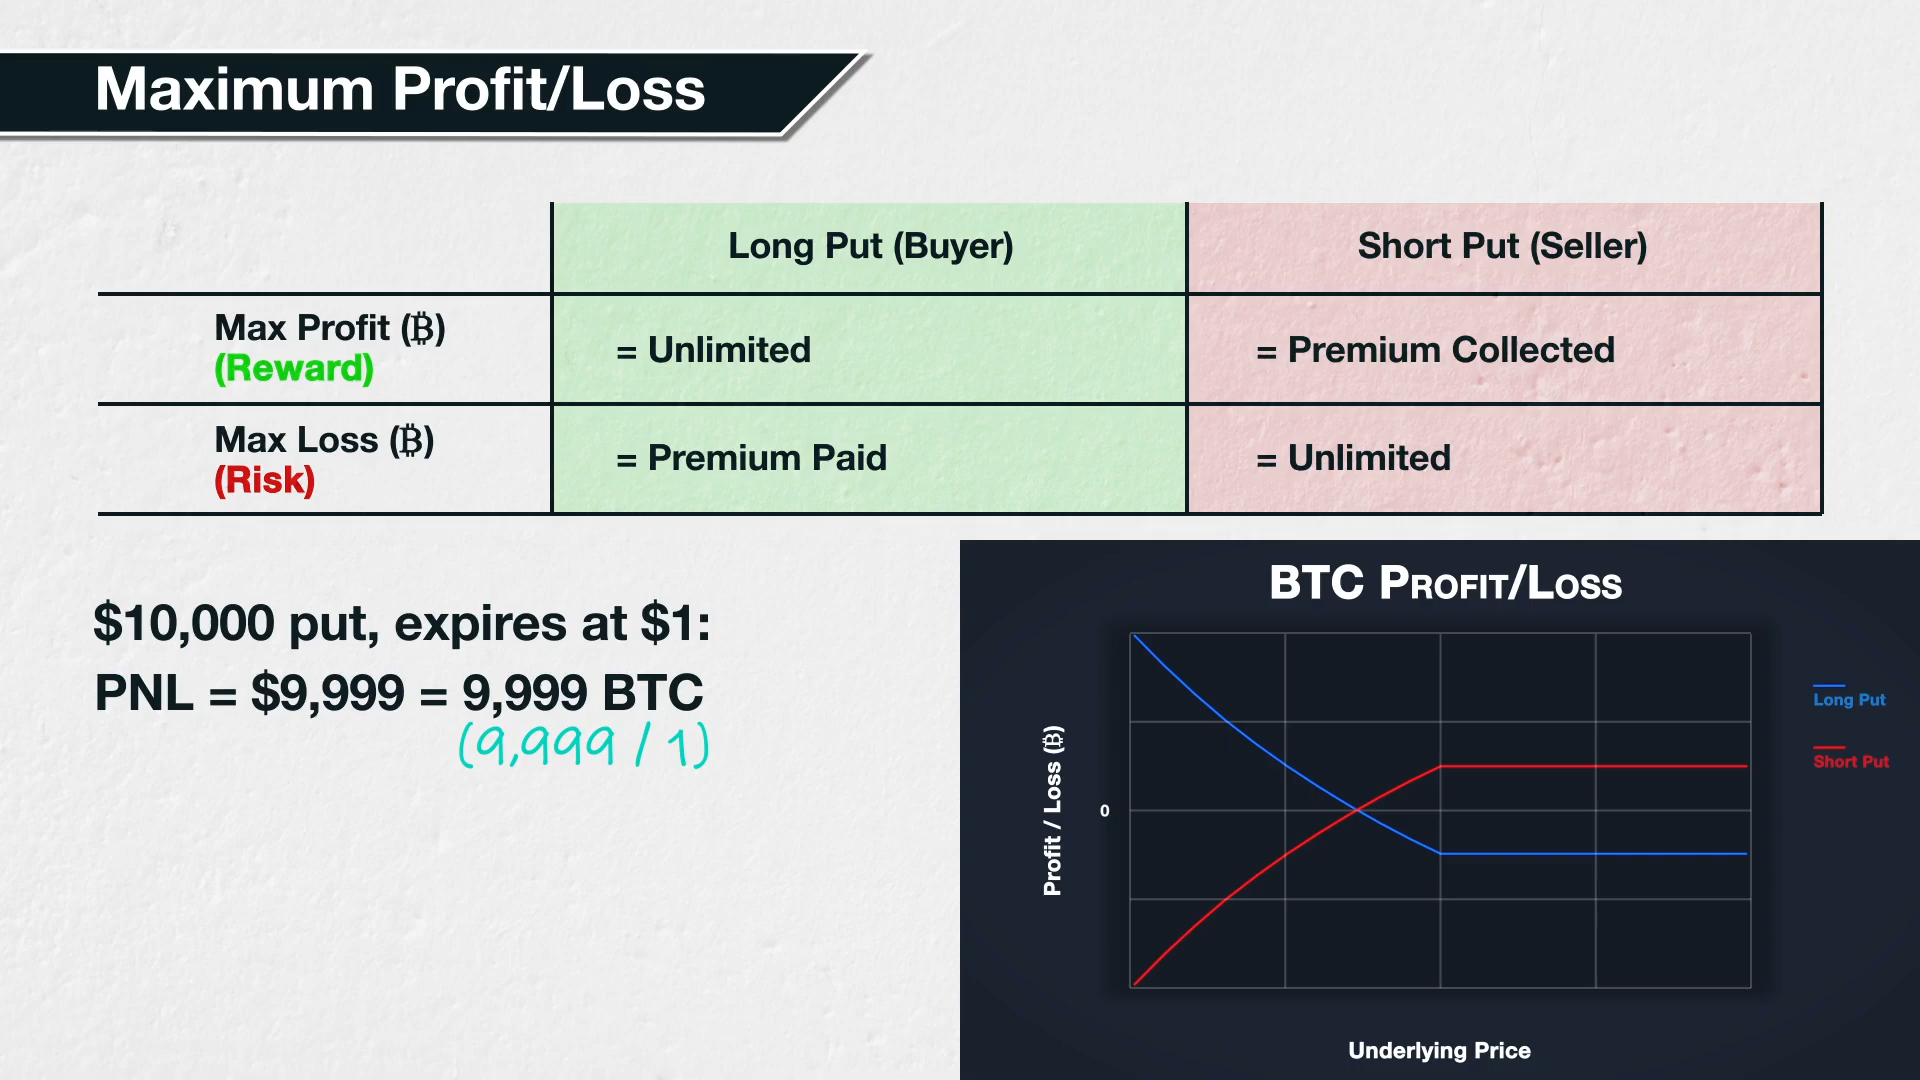 Maximum Profit/Loss
Long Put (Buyer)
Short Put (Seller)
Max Profit (₿)
(Reward)
= Unlimited
= Premium Collected
Max Loss (₿)
(Risk)
= Premium Paid
= Unlimited
$10,000 put, expires at $1:
PNL = $9,999 = 9,999 BTC
(9,999 / 1)
BTC Profit/Loss
Profit / Loss (₿)
0
Long Put
Short Put
Underlying Price